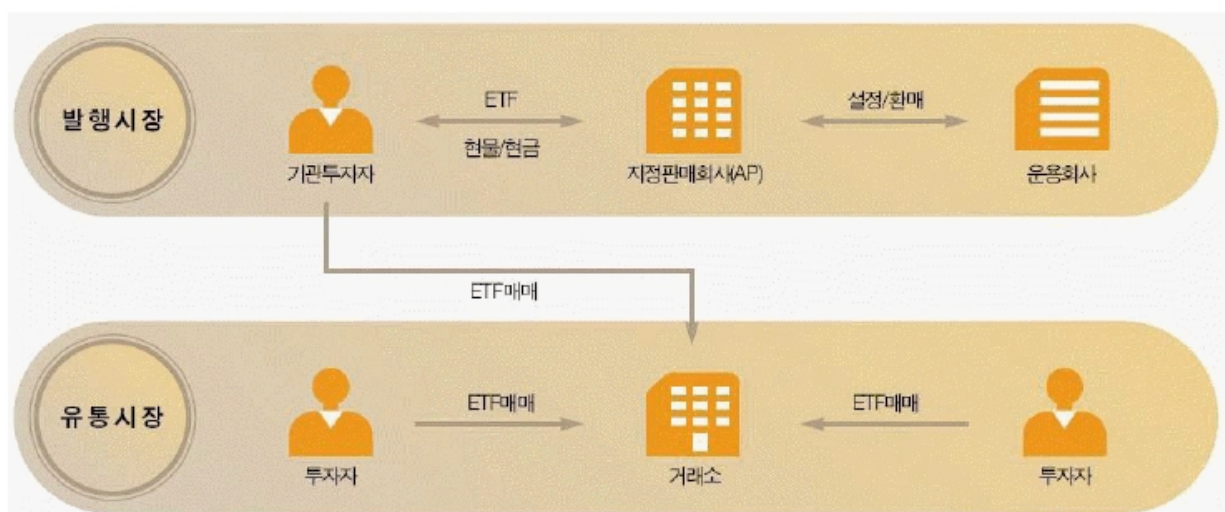 발행시장
기관투자자
ETF
현물/현금
지정판매회사(AP)
설정/환매
운용회사
ETF매매
유통시장
투자자
ETF매매
거래소
ETF매매
투자자